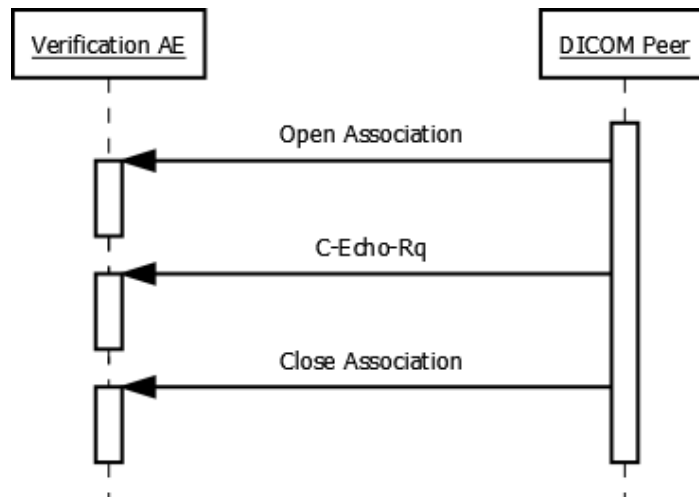 Verification AE
DICOM Peer
Open Association
C-Echo-Rq
Close Association